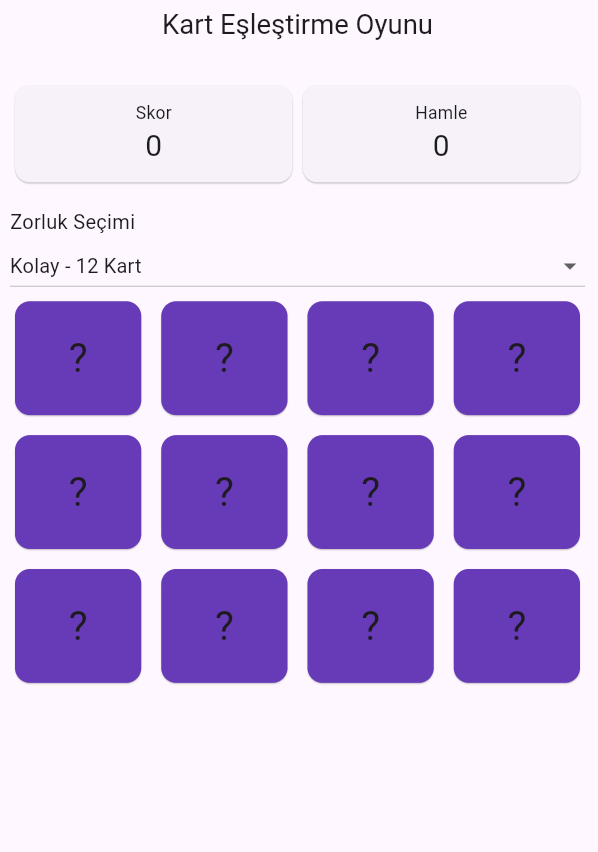 Kart Eşleştirme Oyunu
Skor Hamle
0 0
Zorluk Seçimi
Kolay - 12 Kart
? ? ? ?
? ? ? ?
? ? ? ?